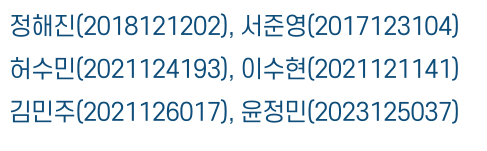 정해진(2018121202), 서준영(2017123104)
허수민(2021124193), 이수현(2021121141)
김민주(2021126017), 윤정민(2023125037)